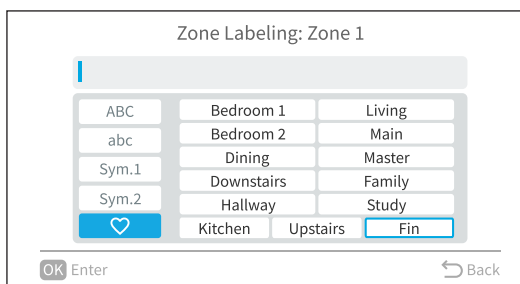 Zone Labeling: Zone 1
ABC
abc
Sym.1
Sym.2
Bedroom 1 Living
Bedroom 2 Main
Dining Master
Downstairs Family
Hallway Study
Kitchen Upstairs Fin
OK Enter Back